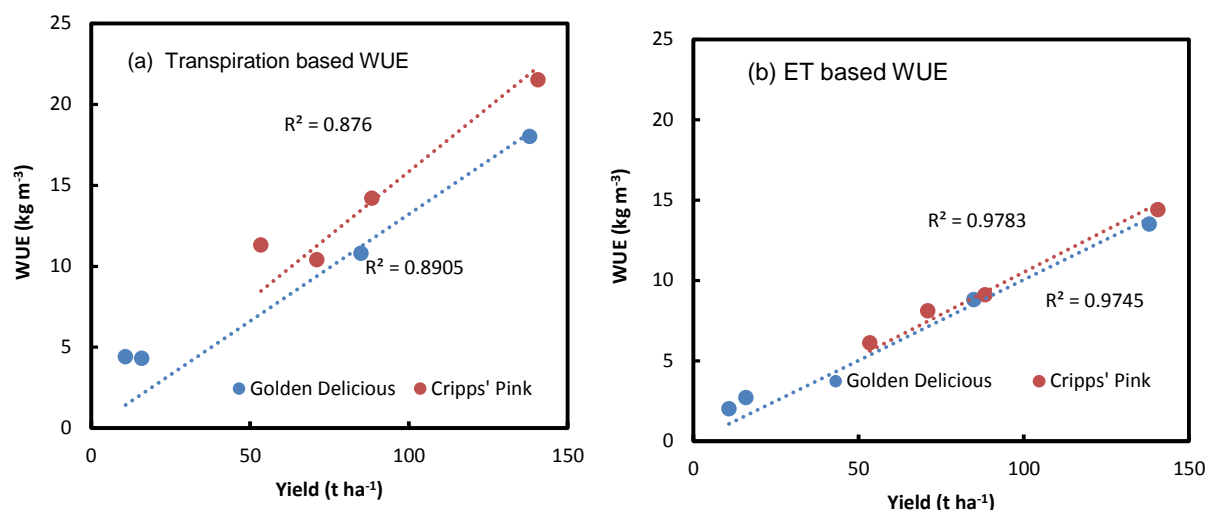 (a) Transpiration based WUE
WUE (kg m⁻³)
25
20
15
10
5
0
R² = 0.876
R² = 0.8905
Golden Delicious
Cripps' Pink
0
50
100
150
Yield (t ha⁻¹)
(b) ET based WUE
WUE (kg m⁻³)
25
20
15
10
5
0
R² = 0.9783
R² = 0.9745
Golden Delicious
Cripps' Pink
0
50
100
150
Yield (t ha⁻¹)